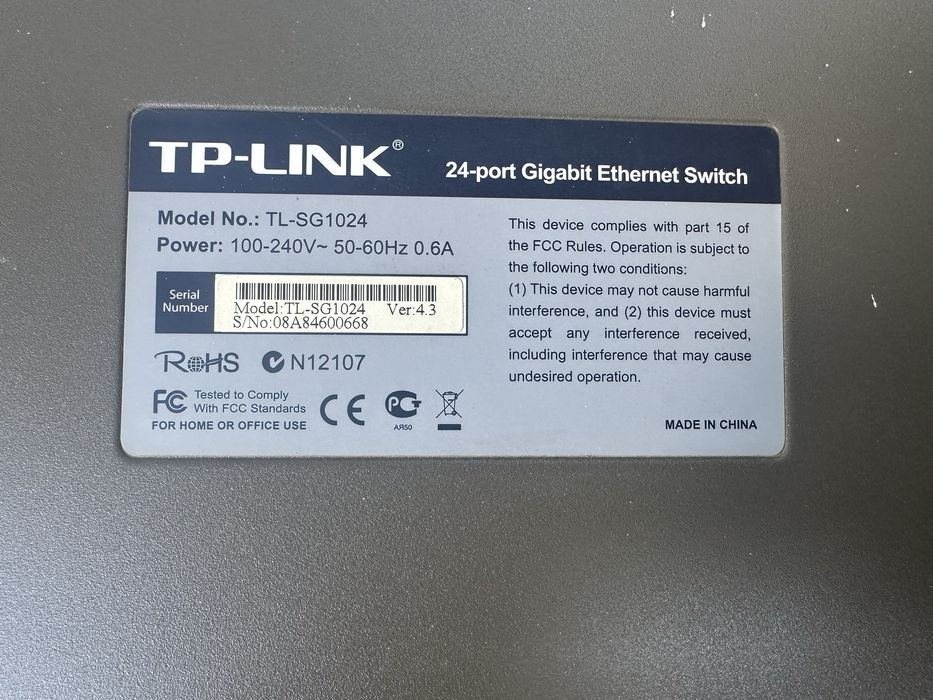 TP-LINK®
24-port Gigabit Ethernet Switch
Model No.: TL-SG1024
Power: 100-240V~ 50-60Hz 0.6A
Serial
Number
Model:TL-SG1024 Ver:4.3
S/No:08A84600668
RoHS
N12107
FC Tested to Comply
With FCC Standards
FOR HOME OR OFFICE USE
CE
РСТ
АЯ50
This device complies with part 15 of
the FCC Rules. Operation is subject to
the following two conditions:
(1) This device may not cause harmful
interference, and (2) this device must
accept any interference received,
including interference that may cause
undesired operation.
MADE IN CHINA